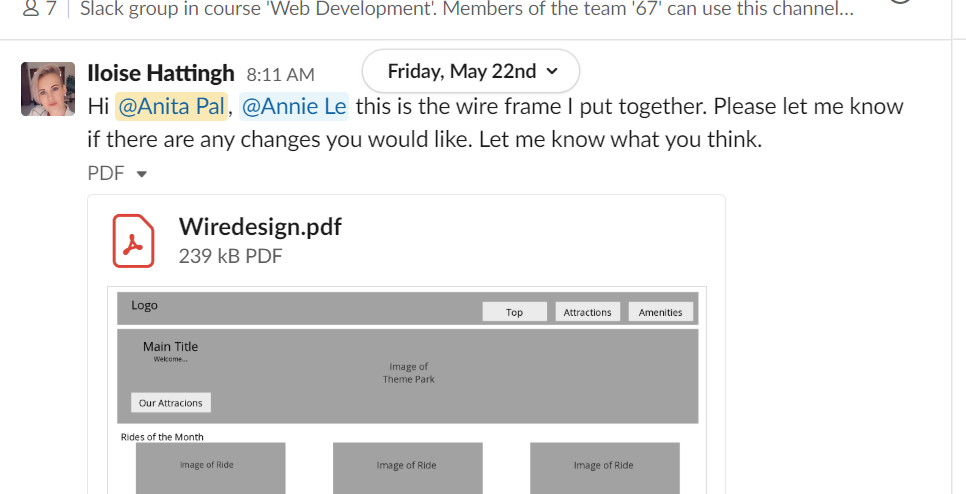 7 Slack group in course 'Web Development'. Members of the team '67' can use this channel...
Iloise Hattingh 8:11 AM
Friday, May 22nd
Hi @Anita Pal, @Annie Le this is the wire frame I put together. Please let me know
if there are any changes you would like. Let me know what you think.
PDF
Wiredesign.pdf
239 kB PDF
Logo
Top Attractions Amenities
Main Title
Welcome...
Image of
Theme Park
Our Attracions
Rides of the Month
Image of Ride Image of Ride Image of Ride